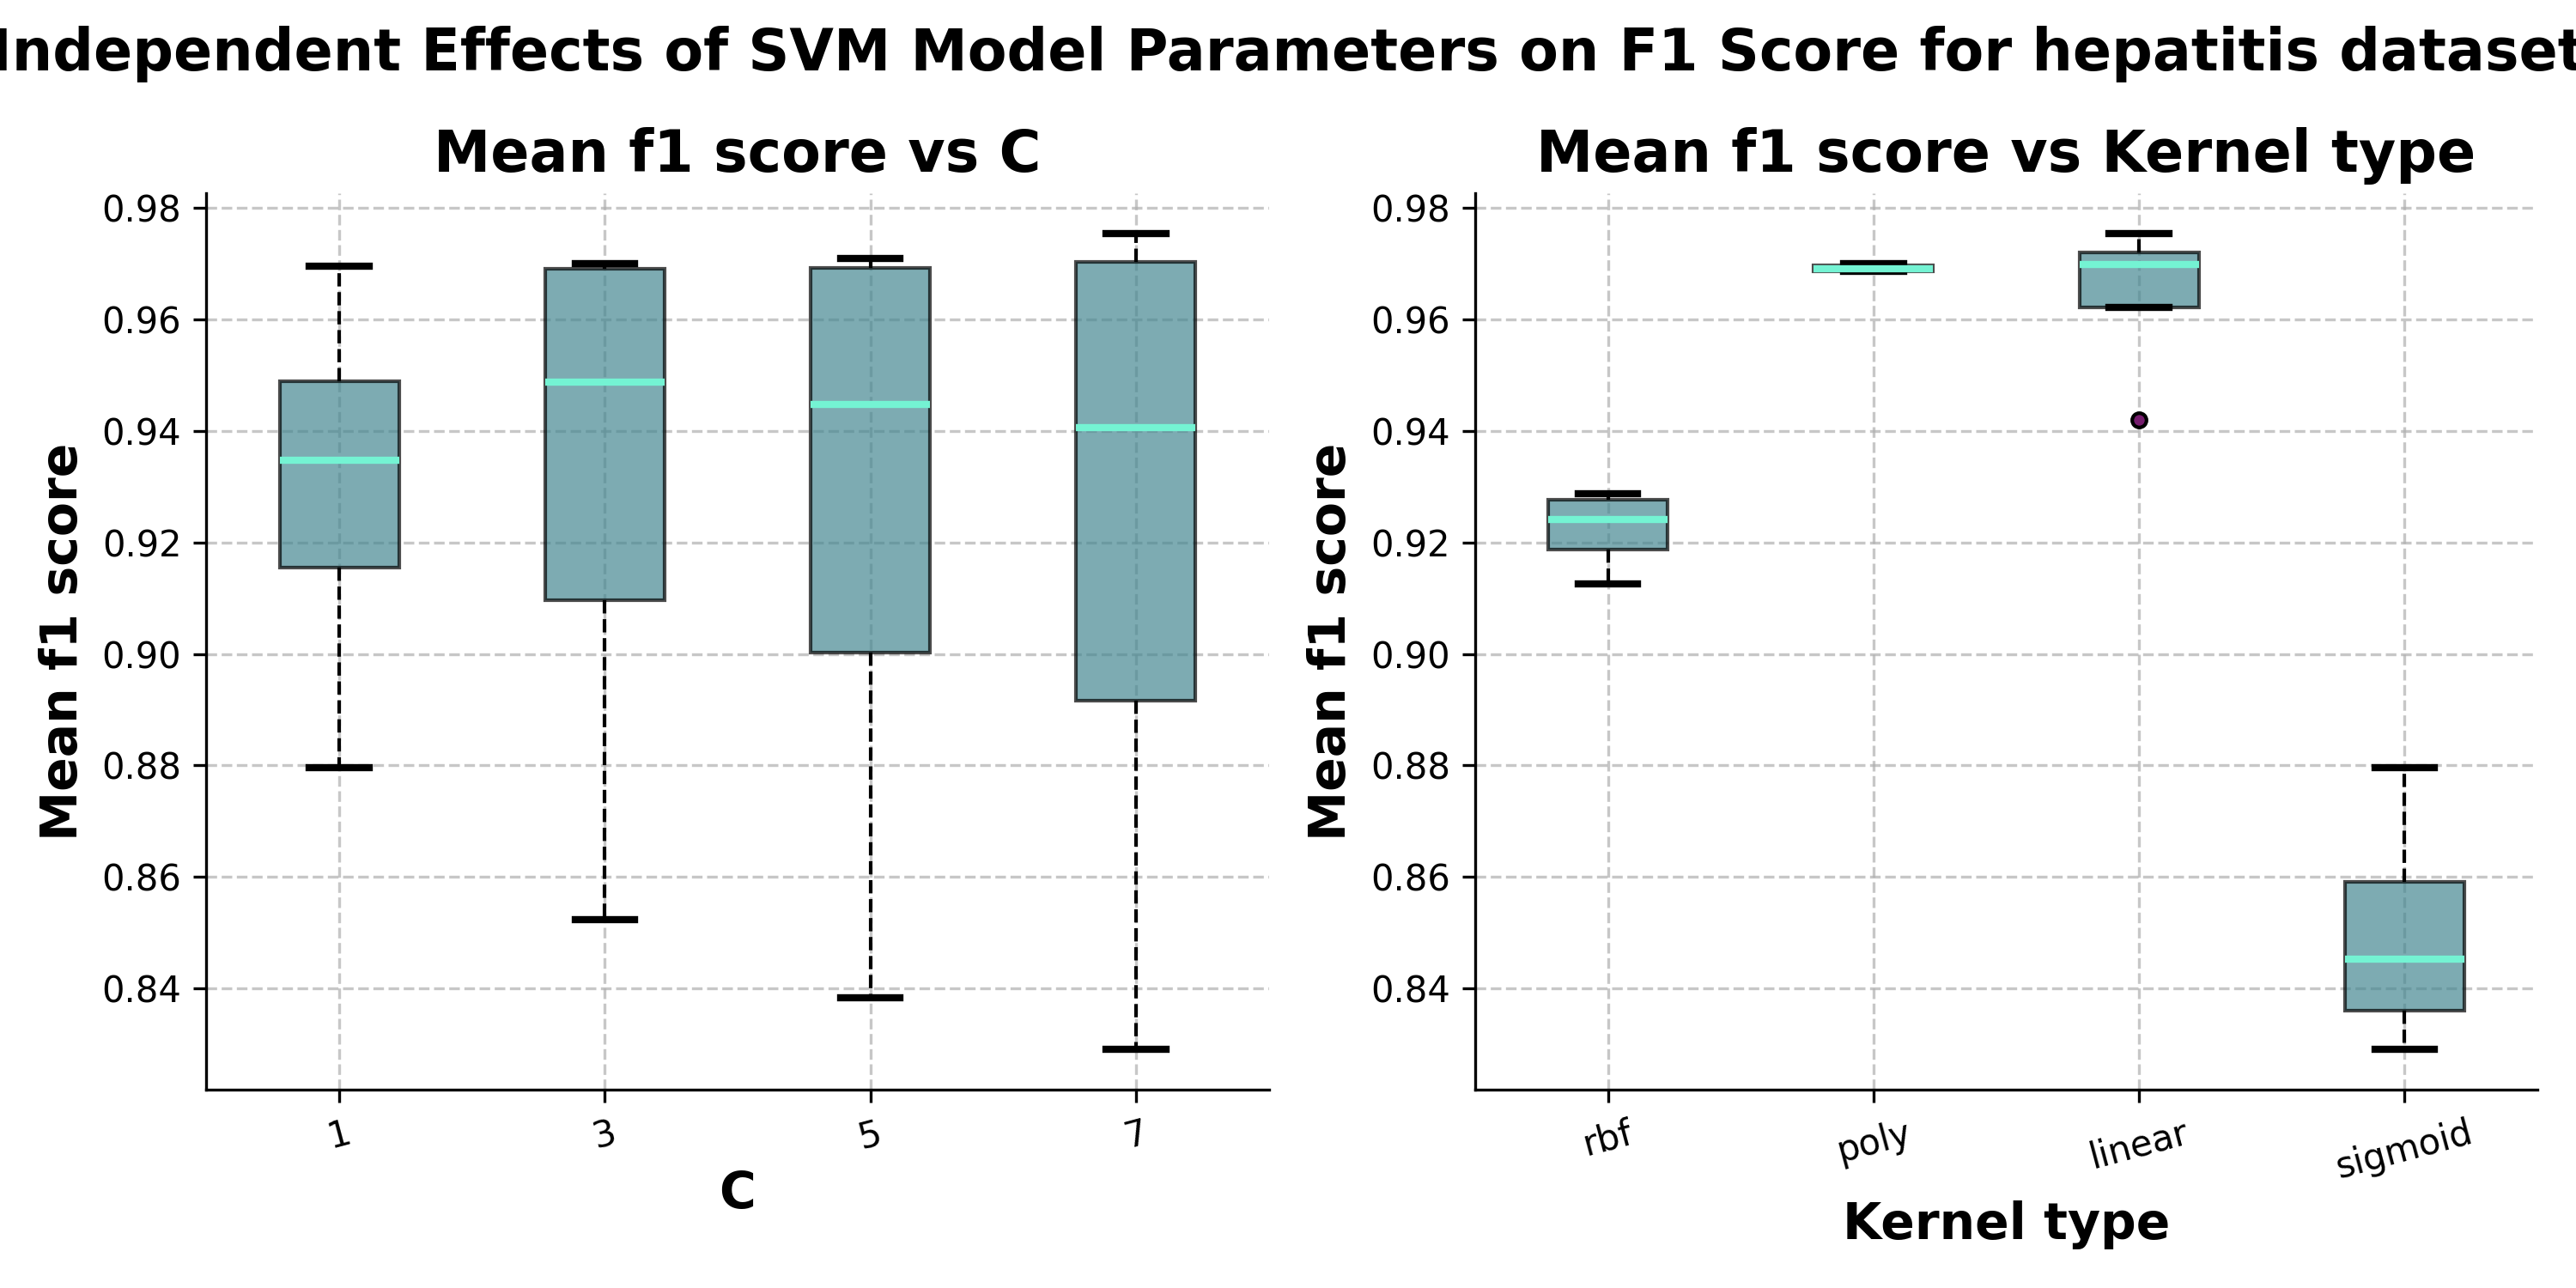 Independent Effects of SVM Model Parameters on F1 Score for hepatitis dataset
Mean f1 score vs C
0.98
0.96
0.94
0.92
0.90
0.88
0.86
0.84
Mean f1 score
1
3
5
7
C
Mean f1 score vs Kernel type
0.98
0.96
0.94
0.92
0.90
0.88
0.86
0.84
Mean f1 score
rbf
poly
linear
sigmoid
Kernel type